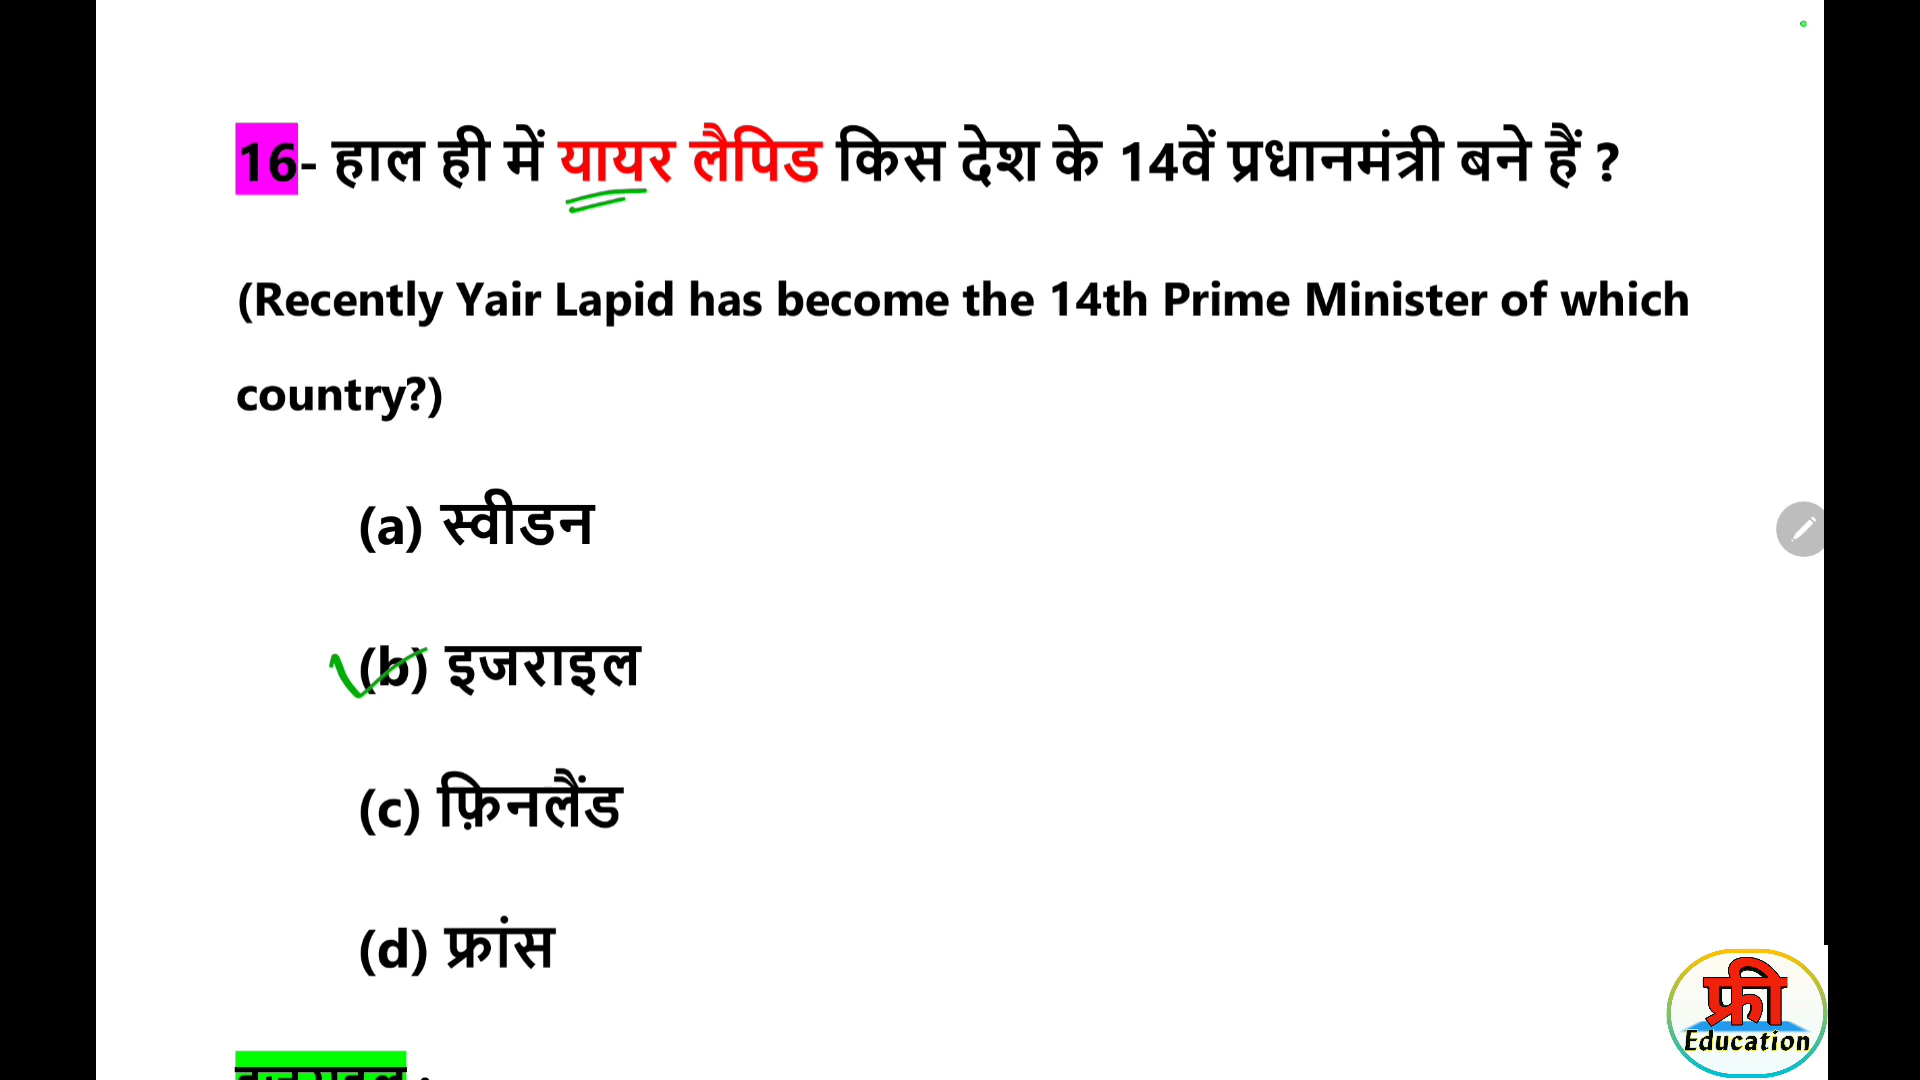 16- हाल ही में यायर लैपिड किस देश के 14वें प्रधानमंत्री बने हैं ?
(Recently Yair Lapid has become the 14th Prime Minister of which
country?)
(a) स्वीडन
(b) इजराइल
(c) फ़िनलैंड
(d) फ्रांस
फ्री
Education